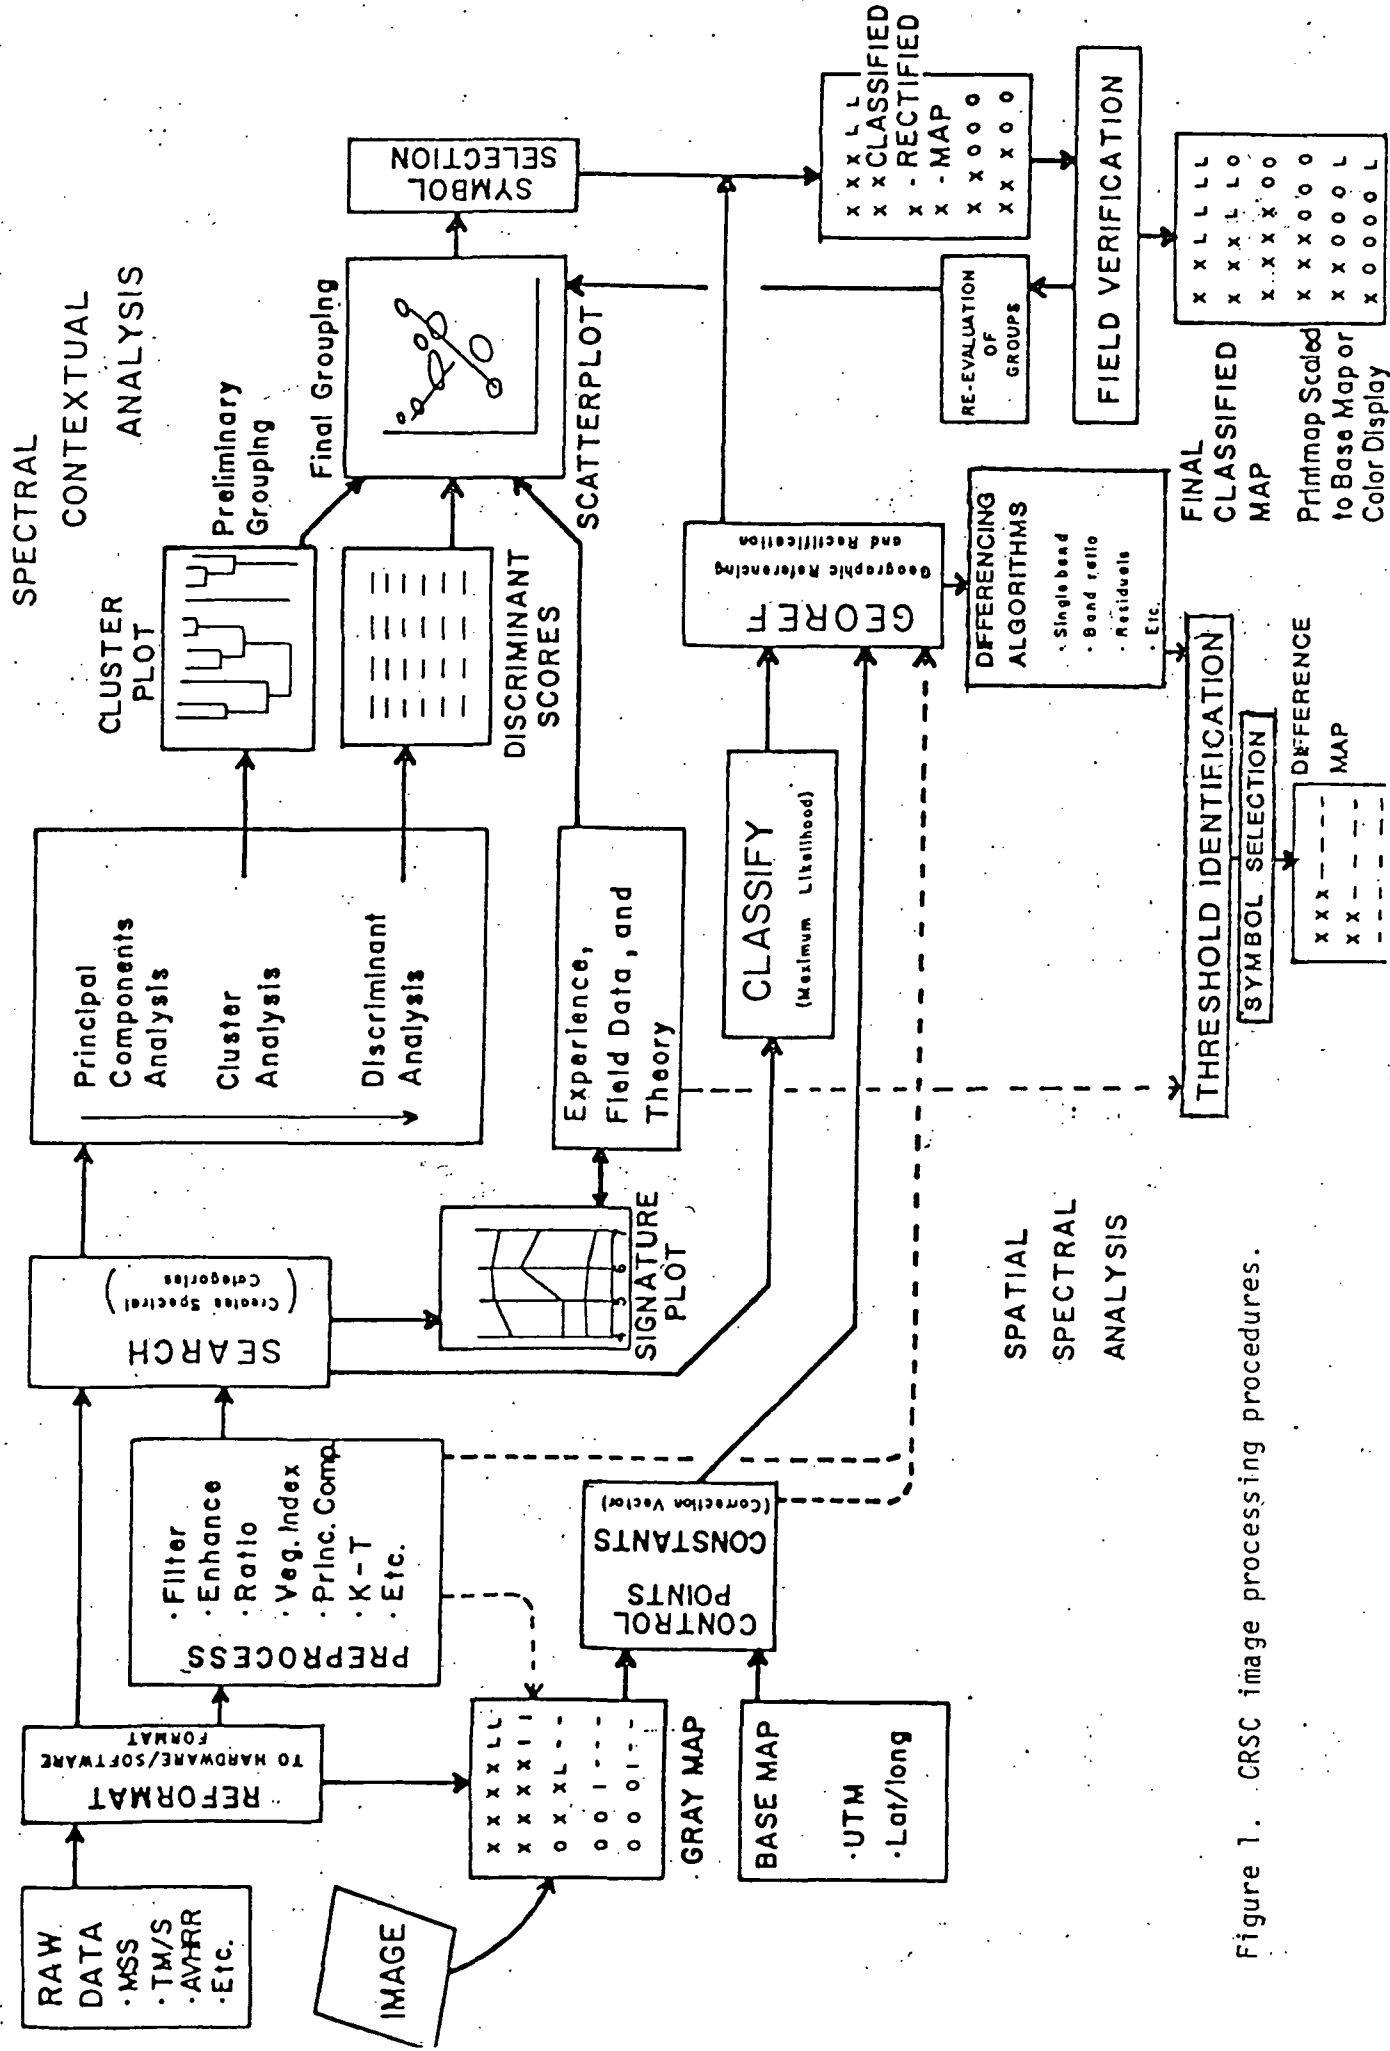 SPECTRAL
CONTEXTUAL
ANALYSIS
RAW
DATA
· MSS
· TM/S
· AVHRR
· Etc.
REFORMAT
TO HARDWARE/SOFTWARE
FORMAT
PREPROCESS
· Filter
· Enhance
· Ratio
· Veg. Index
· Princ. Comp
· K-T
· Etc.
SEARCH
(Creates Spectral
Categories)
Principal
Components
Analysis
Cluster
Analysis
Discriminant
Analysis
CLUSTER
PLOT
Preliminary
Grouping
DISCRIMINANT
SCORES
Final Grouping
SCATTERPLOT
SYMBOL
SELECTION
IMAGE
X X X X L L
X X X X I I
O X X L - -
O O I - - -
O O O I - -
GRAY MAP
BASE MAP
· UTM
· Lat/long
CONTROL
POINTS
CONSTANTS
(Correction Vector)
4 5 6 7
SIGNATURE
PLOT
Experience,
Field Data, and
Theory
CLASSIFY
(Maximum Likelihood)
GEOREF
Geographic Referencing
and Rectification
X X X L L
X X CLASSIFIED
X - RECTIFIED
X - MAP
X X O O O
X X X O O
RE-EVALUATION
OF
GROUPS
FIELD VERIFICATION
DIFFERENCING
ALGORITHMS
· Single band
· Band ratio
· Residuals
· Etc.
FINAL
CLASSIFIED
MAP
Printmap Scaled
to Base Map or
Color Display
X X L L L L
X X X L L O
X X X X O O
X X X O O O
X X O O O L
X O O O O L
SPATIAL
SPECTRAL
ANALYSIS
THRESHOLD IDENTIFICATION
SYMBOL SELECTION
DIFFERENCE
MAP
X X X - - - -
X X - - - -
- - - - - -
Figure 1. CRSC image processing procedures.